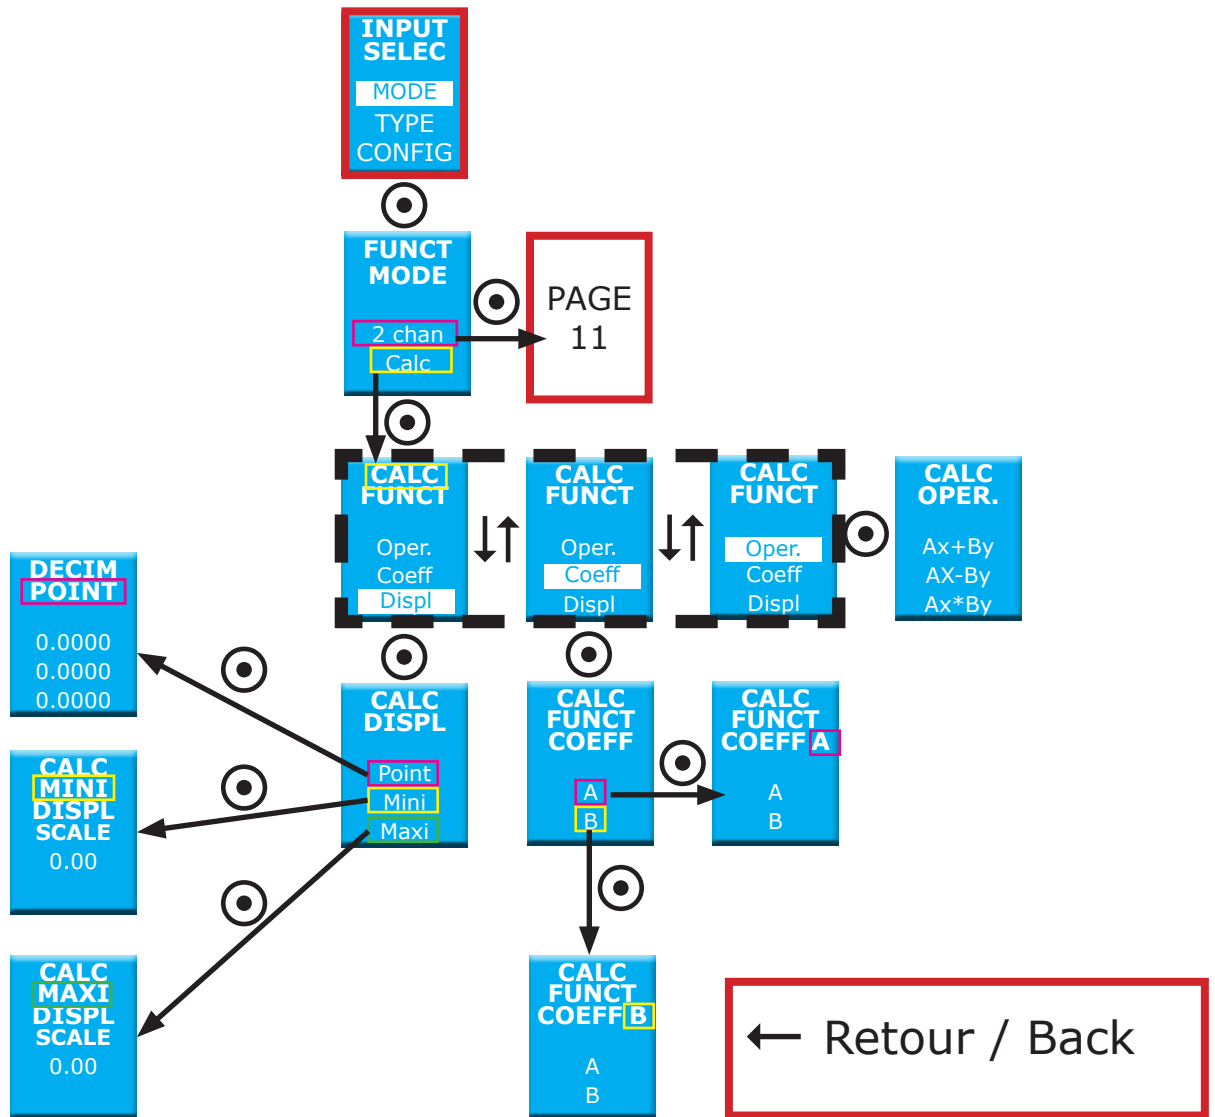 INPUT
SELEC
MODE
TYPE
CONFIG
FUNCT
MODE
2 chan
Calc
PAGE
11
CALC
FUNCT
Oper.
Coeff
Displ
CALC
FUNCT
Oper.
Coeff
Displ
CALC
FUNCT
Oper.
Coeff
Displ
CALC
OPER.
Ax+By
AX-By
Ax*By
DECIM
POINT
0.0000
0.0000
0.0000
CALC
DISPL
Point
Mini
Maxi
CALC
FUNCT
COEFF
A
B
CALC
FUNCT
COEFF A
A
B
CALC
MINI
DISPL
SCALE
0.00
CALC
MAXI
DISPL
SCALE
0.00
CALC
FUNCT
COEFF B
A
B
← Retour / Back